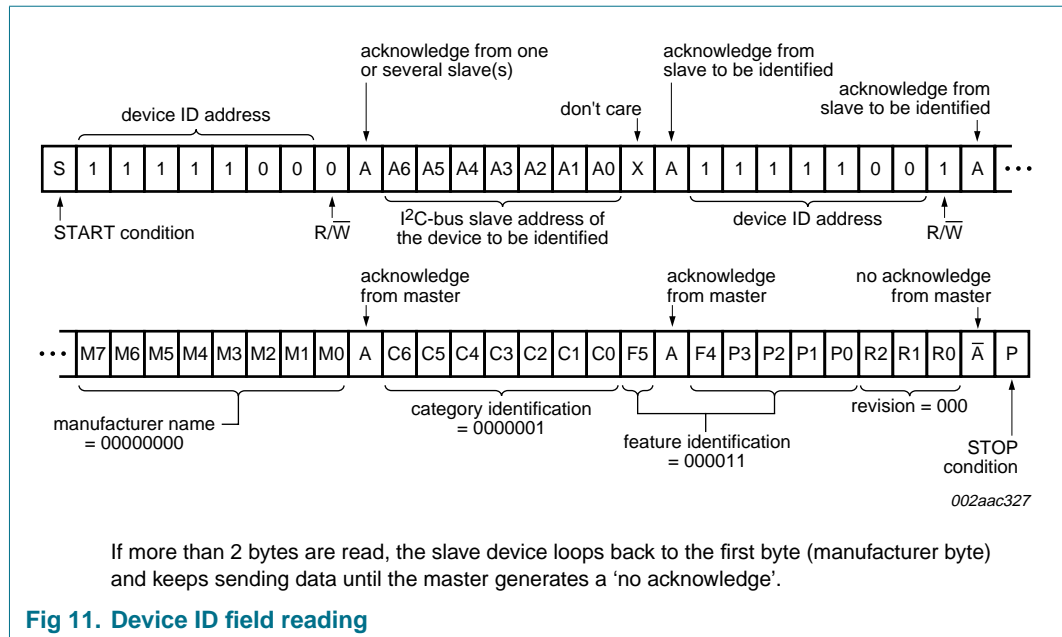 acknowledge from one
or several slave(s)
acknowledge from
slave to be identified
acknowledge from
slave to be identified
device ID address
don't care
S 1 1 1 1 1 0 0 0 A A6 A5 A4 A3 A2 A1 A0 X A 1 1 1 1 1 0 0 1 A •••
START condition
R/W̅
I²C-bus slave address of
the device to be identified
device ID address
R/W̅
acknowledge
from master
acknowledge
from master
no acknowledge
from master
••• M7 M6 M5 M4 M3 M2 M1 M0 A C6 C5 C4 C3 C2 C1 C0 F5 A F4 P3 P2 P1 P0 R2 R1 R0 A̅ P
manufacturer name
= 00000000
category identification
= 0000001
feature identification
= 000011
revision = 000
STOP
condition
002aac327
If more than 2 bytes are read, the slave device loops back to the first byte (manufacturer byte)
and keeps sending data until the master generates a ‘no acknowledge’.
Fig 11. Device ID field reading